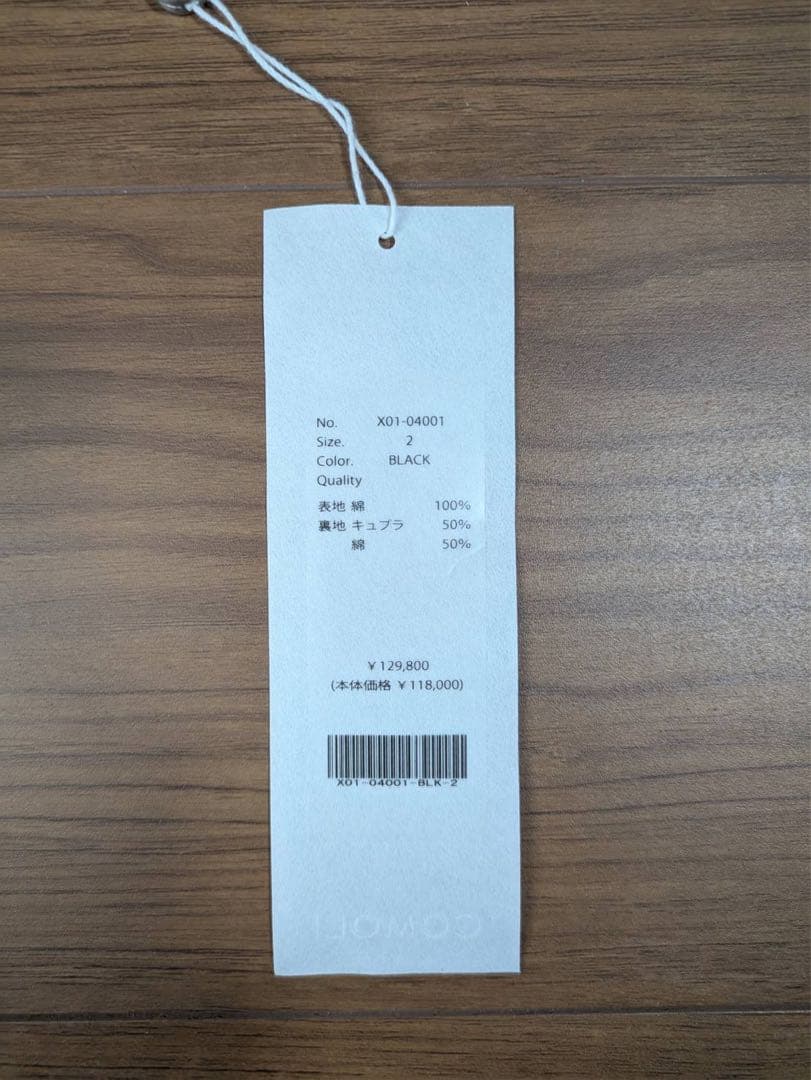 No. X01-04001
Size. 2
Color. BLACK
Quality
表地 綿 100%
裏地 キュプラ 50%
綿 50%
￥129,800
(本体価格 ￥118,000)
X01-04001-BLK-2
COMOLI